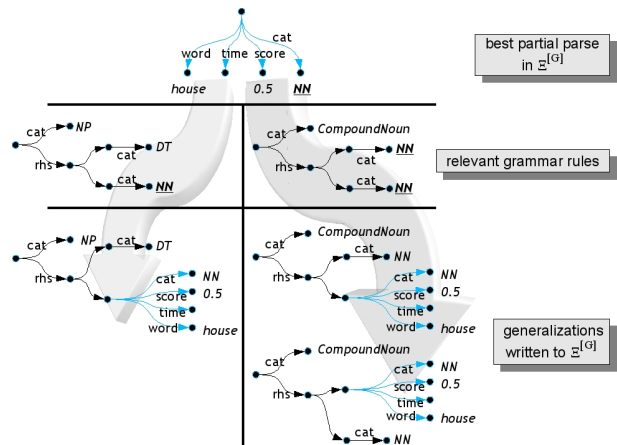 cat
word time score
house 0.5 NN
best partial parse
in Ξ[G]
cat NP
cat DT
rhs
cat NN
cat CompoundNoun
NN
cat
rhs
cat NN
relevant grammar rules
cat NP cat DT
rhs
cat NN
score 0.5
time
word house
cat CompoundNoun
cat NN
rhs
cat NN
score 0.5
time
word house
cat CompoundNoun
cat NN
rhs
score 0.5
time
word house
cat NN
generalizations
written to Ξ[G]